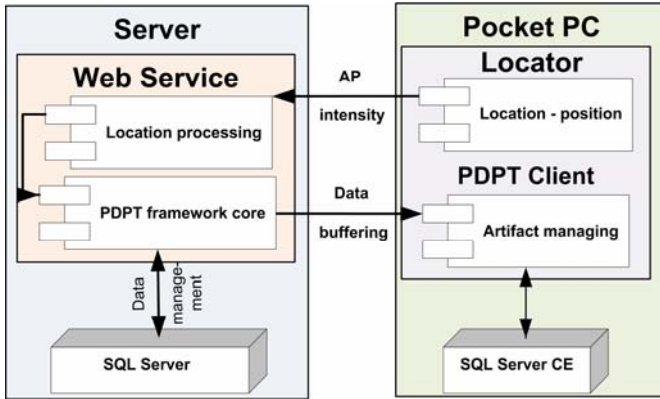 Server
Web Service
Location processing
PDPT framework core
Data
manage-
ment
SQL Server
AP
intensity
Data
buffering
Pocket PC
Locator
Location - position
PDPT Client
Artifact managing
SQL Server CE